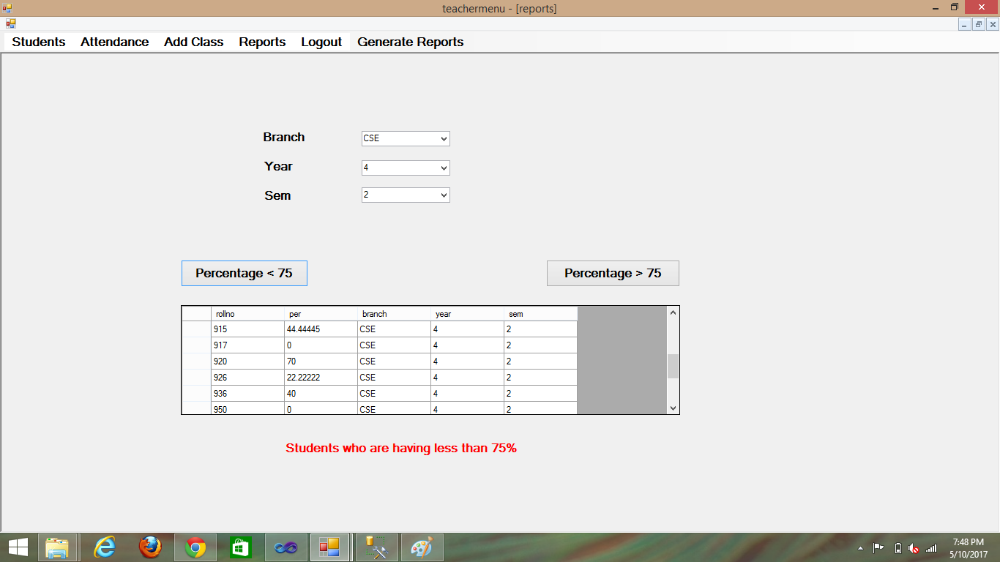 teachermenu - [reports]
Students Attendance Add Class Reports Logout Generate Reports
Branch CSE
Year 4
Sem 2
Percentage < 75 Percentage > 75
rollno per branch year sem
915 44.44445 CSE 4 2
917 0 CSE 4 2
920 70 CSE 4 2
926 22.22222 CSE 4 2
936 40 CSE 4 2
950 0 CSE 4 2
Students who are having less than 75%
7:48 PM
5/10/2017